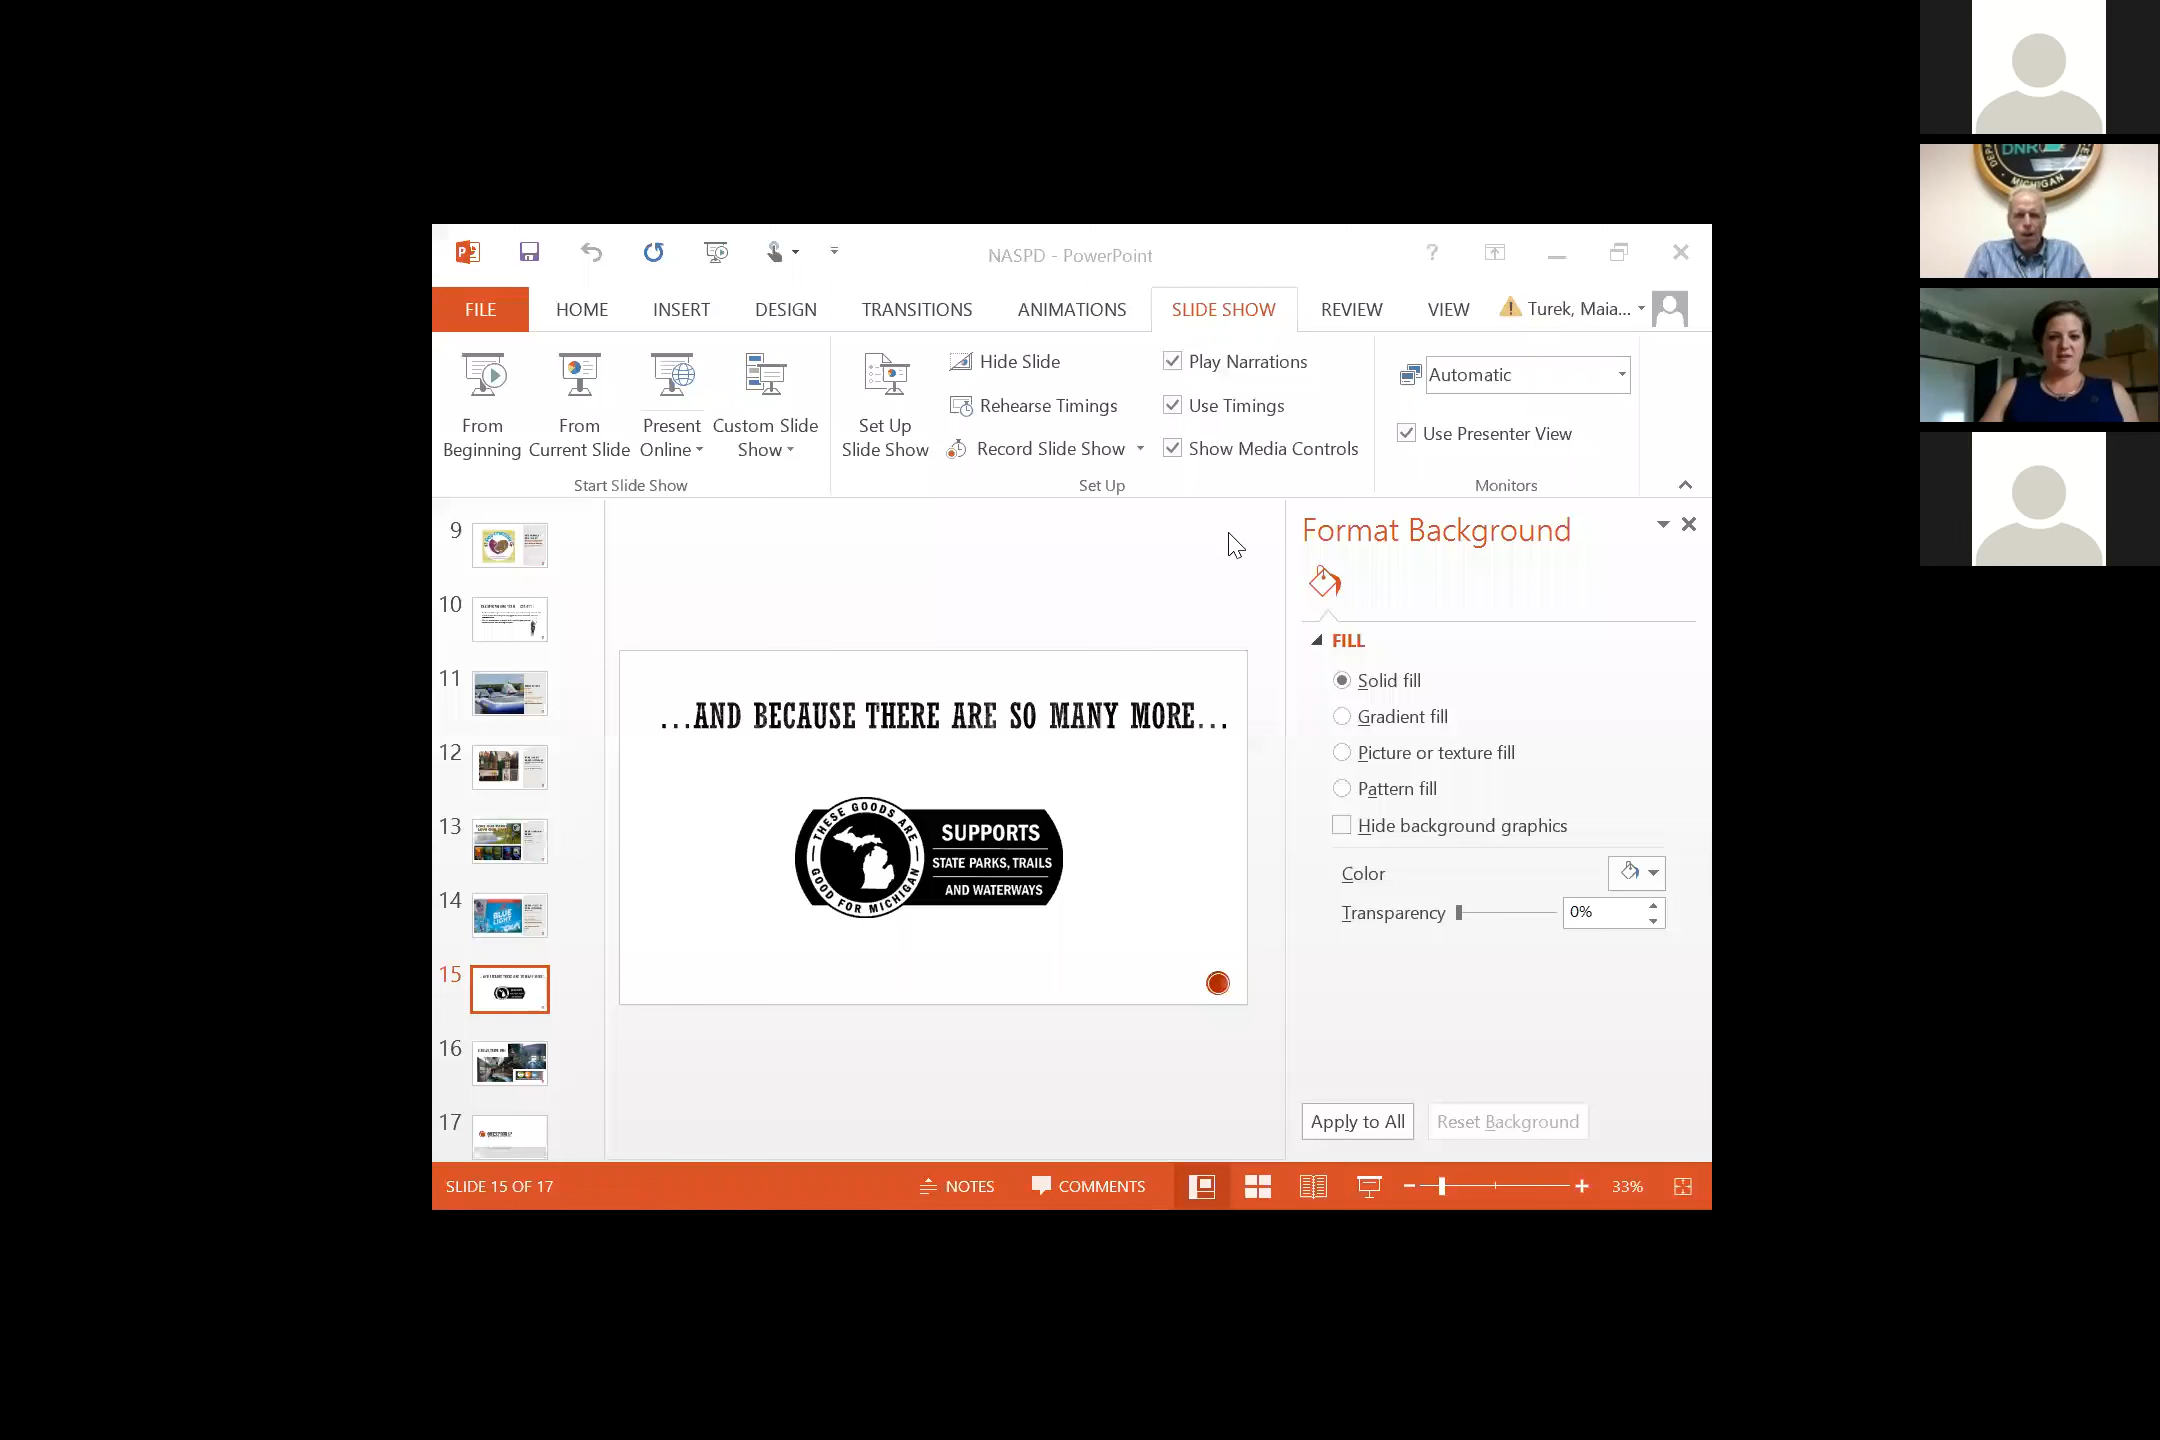 NASPD - PowerPoint
?
FILE
HOME
INSERT
DESIGN
TRANSITIONS
ANIMATIONS
SLIDE SHOW
REVIEW
VIEW
Turek, Maia...
From Beginning
From Current Slide
Present Online
Custom Slide Show
Start Slide Show
Set Up Slide Show
Hide Slide
Rehearse Timings
Record Slide Show
Play Narrations
Use Timings
Show Media Controls
Set Up
Automatic
Use Presenter View
Monitors
9
10
11
12
13
14
BLUE
LIGHT
15
16
17
...AND BECAUSE THERE ARE SO MANY MORE...
THESE GOODS ARE
GOOD FOR MICHIGAN
SUPPORTS
STATE PARKS, TRAILS
AND WATERWAYS
Format Background
FILL
Solid fill
Gradient fill
Picture or texture fill
Pattern fill
Hide background graphics
Color
Transparency
0%
Apply to All
Reset Background
SLIDE 15 OF 17
NOTES
COMMENTS
33%
DNR
MICHIGAN